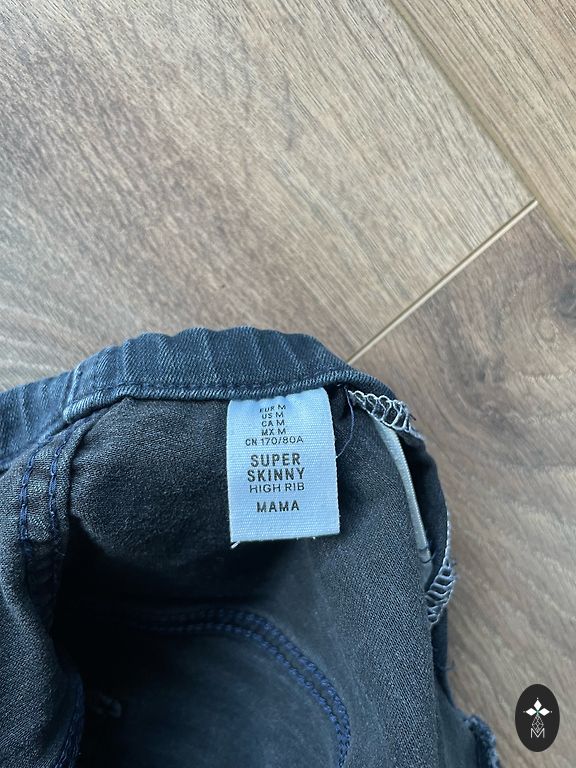 EUR M
US M
CA M
MX M
CN 170/80A
SUPER
SKINNY
HIGH RIB
MAMA
M